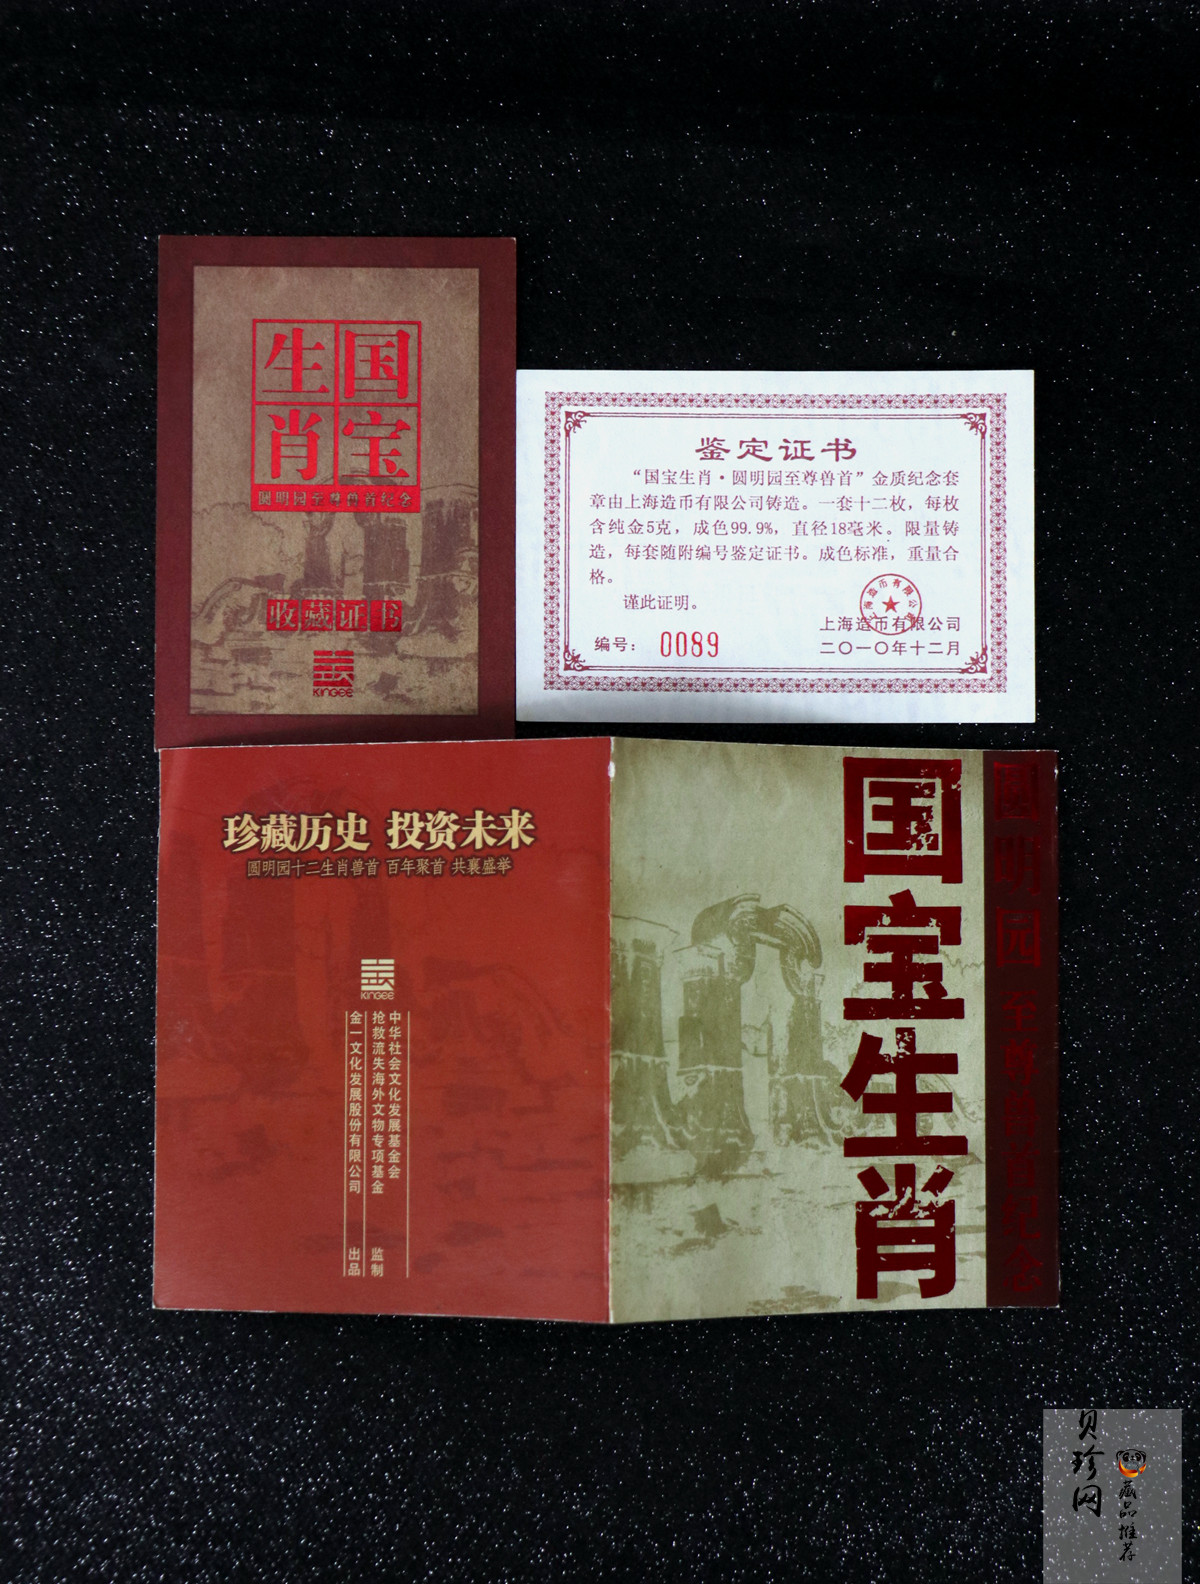 国宝
生肖
圆明园至尊兽首纪念
收藏证书
KINGEE
鉴定证书
“国宝生肖·圆明园至尊兽首”金质纪念套
章由上海造币有限公司铸造。一套十二枚，每枚
含纯金5克，成色99.9%，直径18毫米。限量铸
造，每套随附编号鉴定证书。成色标准，重量合
格。
谨此证明。
上海造币有限公司
上海造币有限公司
编号： 0089
二〇一〇年十二月
珍藏历史 投资未来
圆明园十二生肖兽首 百年聚首 共襄盛举
KINGEE
中华社会文化发展基金会
抢救流失海外文物专项基金 监制
金一文化发展股份有限公司 出品
国宝生肖
圆明园 至尊兽首纪念
贝珍网
藏品推荐